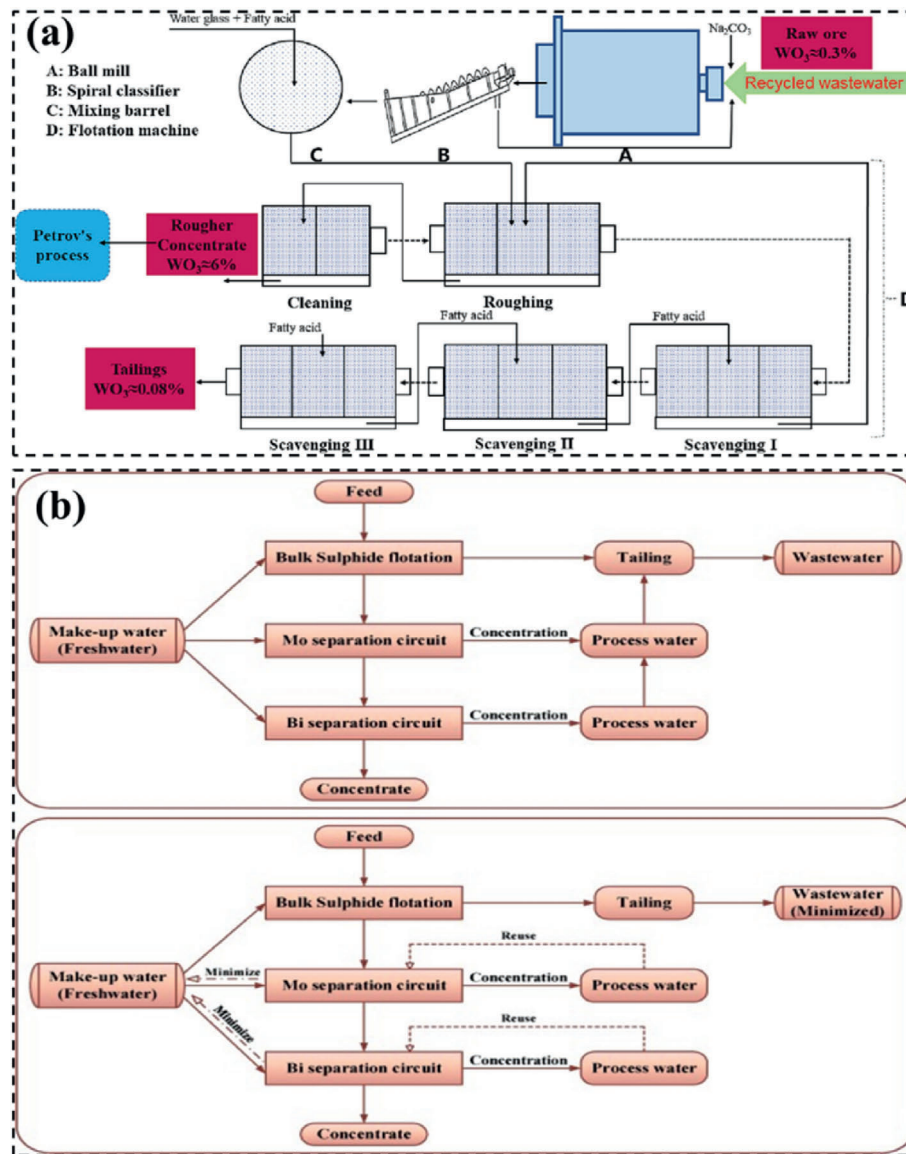 (a)
Water glass + Fatty acid
A: Ball mill
B: Spiral classifier
C: Mixing barrel
D: Flotation machine
Na₂CO₃
Raw ore
WO₃≈0.3%
Recycled wastewater
C
B
A
Petrov's
process
Rougher
Concentrate
WO₃≈6%
Cleaning
Roughing
D
Tailings
WO₃≈0.08%
Fatty acid
Fatty acid
Fatty acid
Scavenging III
Scavenging II
Scavenging I
(b)
Feed
Bulk Sulphide flotation
Tailing
Wastewater
Make-up water
(Freshwater)
Mo separation circuit
Concentration
Process water
Bi separation circuit
Concentration
Process water
Concentrate
Feed
Bulk Sulphide flotation
Tailing
Wastewater
(Minimized)
Reuse
Make-up water
(Freshwater)
Minimize
Mo separation circuit
Concentration
Process water
Minimize
Reuse
Bi separation circuit
Concentration
Process water
Concentrate